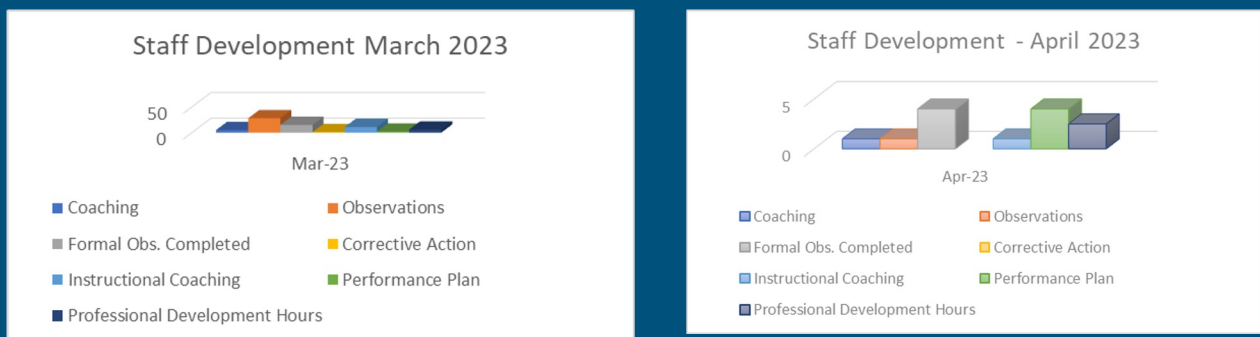 Staff Development March 2023
50
0
Mar-23
Coaching
Observations
Formal Obs. Completed
Corrective Action
Instructional Coaching
Performance Plan
Professional Development Hours
Staff Development - April 2023
5
0
Apr-23
Coaching
Observations
Formal Obs. Completed
Corrective Action
Instructional Coaching
Performance Plan
Professional Development Hours